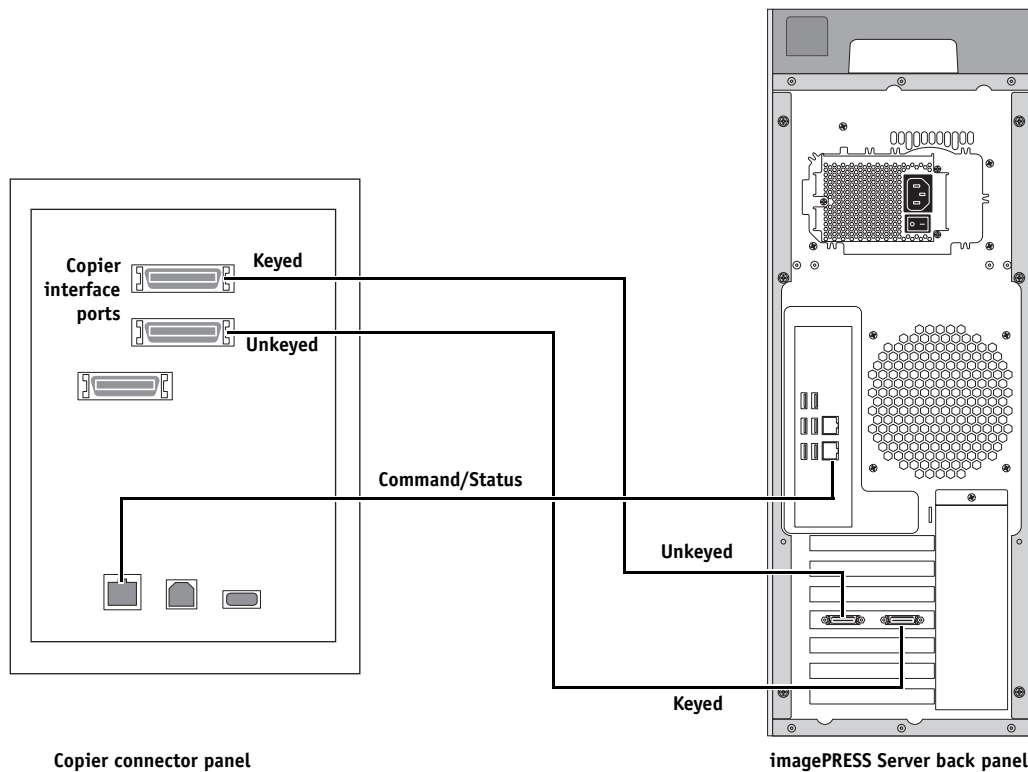 Copier
interface
ports
Keyed
Unkeyed
Command/Status
Unkeyed
Keyed
Copier connector panel
imagePRESS Server back panel